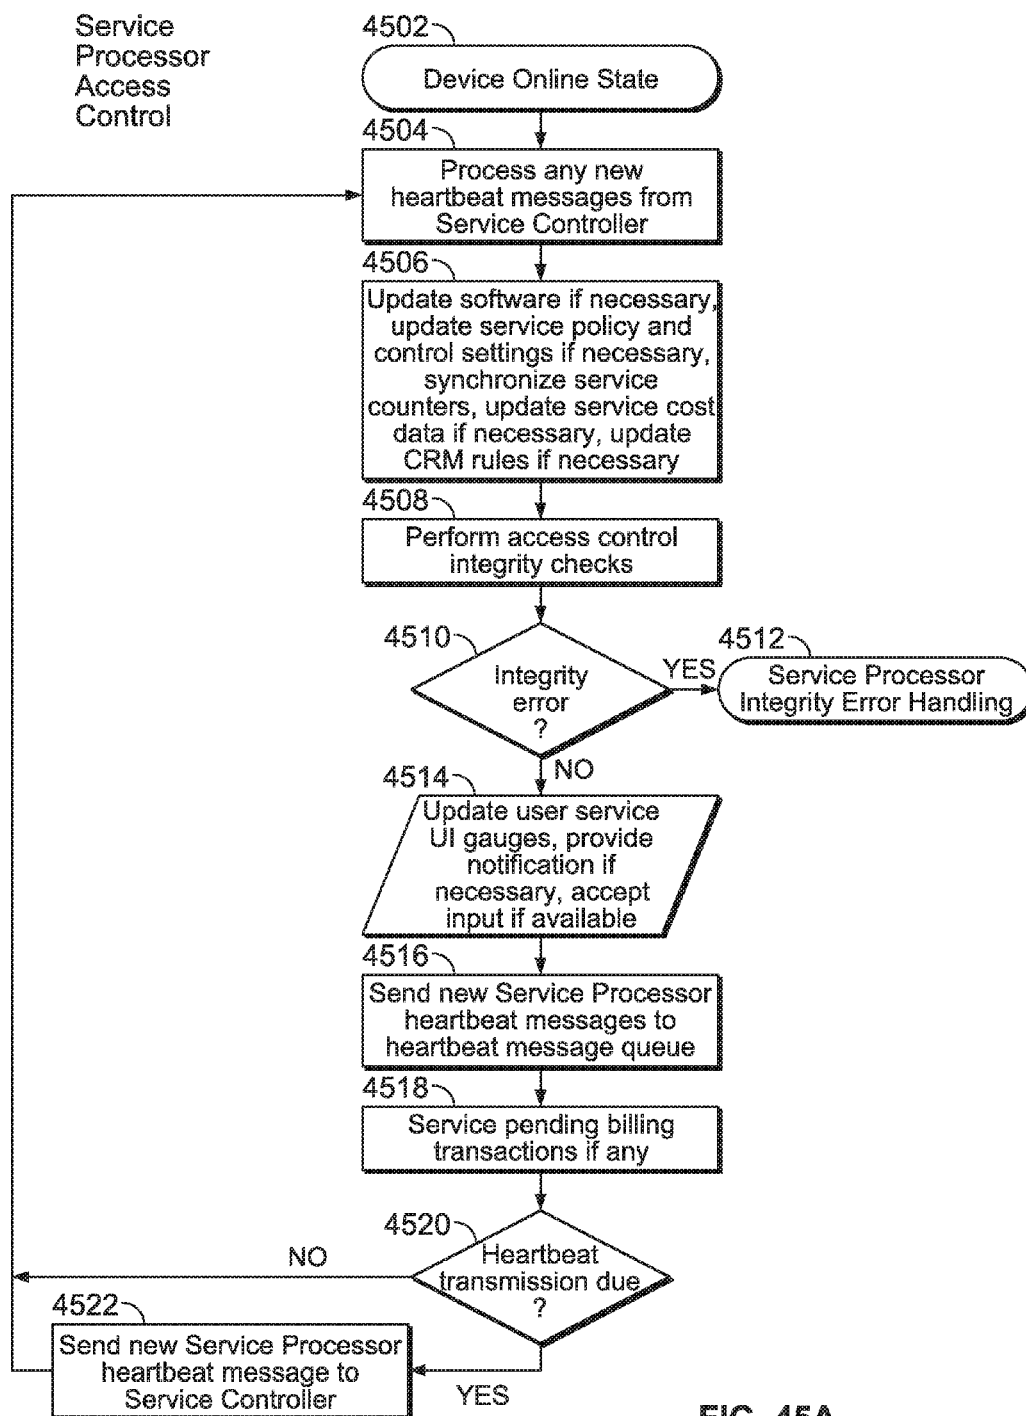 Service
Processor
Access
Control
4502
Device Online State
4504
Process any new
heartbeat messages from
Service Controller
4506
Update software if necessary,
update service policy and
control settings if necessary,
synchronize service
counters, update service cost
data if necessary, update
CRM rules if necessary
4508
Perform access control
integrity checks
4510
Integrity
error
?
YES
4512
Service Processor
Integrity Error Handling
NO
4514
Update user service
UI gauges, provide
notification if
necessary, accept
input if available
4516
Send new Service Processor
heartbeat messages to
heartbeat message queue
4518
Service pending billing
transactions if any
4520
Heartbeat
transmission due
?
NO
4522
Send new Service Processor
heartbeat message to
Service Controller
YES
FIG. 45A